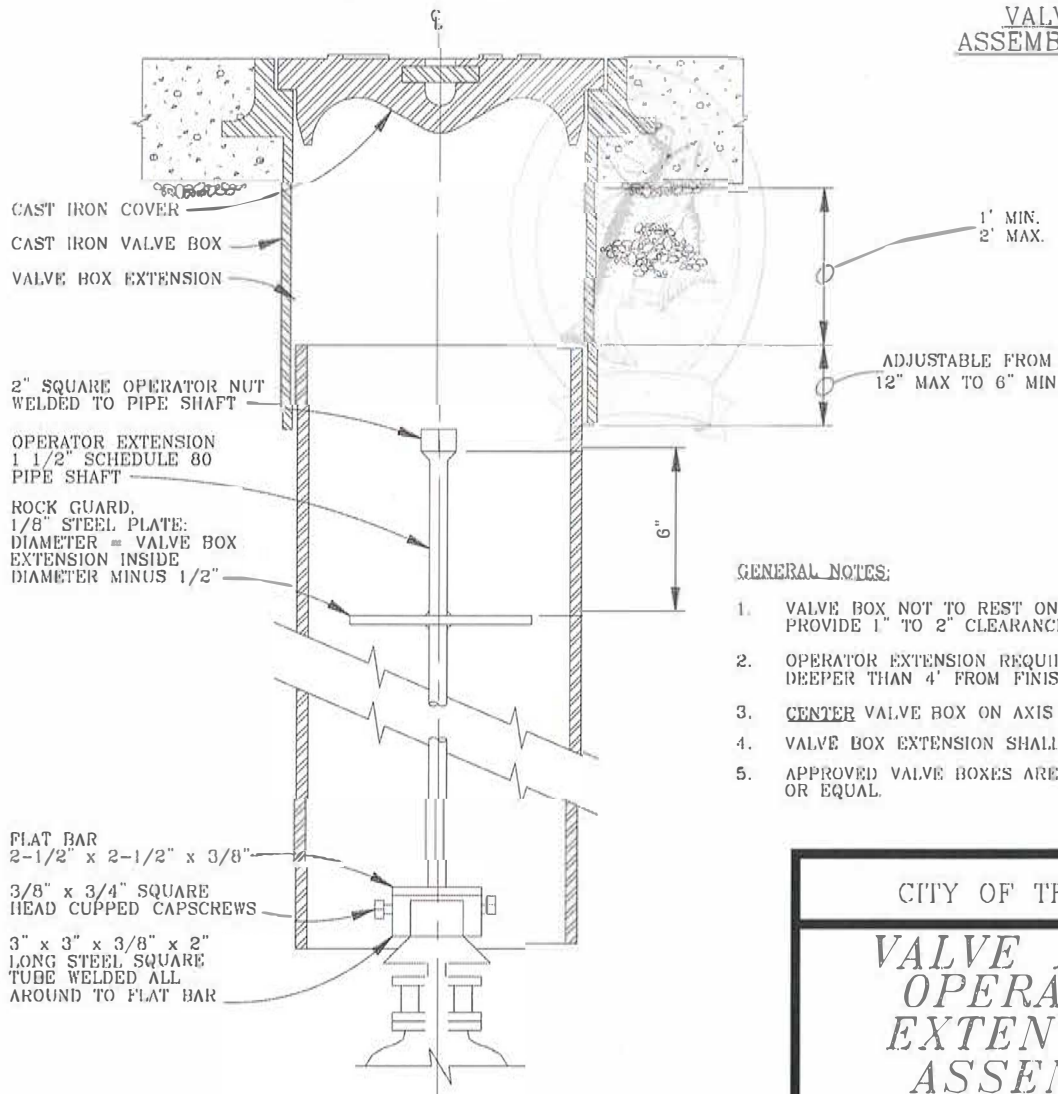 ℄
VALV
ASSEMB
CAST IRON COVER
CAST IRON VALVE BOX
VALVE BOX EXTENSION
1' MIN.
2' MAX.
2" SQUARE OPERATOR NUT
WELDED TO PIPE SHAFT
ADJUSTABLE FROM
12" MAX TO 6" MIN
OPERATOR EXTENSION
1 1/2" SCHEDULE 80
PIPE SHAFT
ROCK GUARD,
1/8" STEEL PLATE:
DIAMETER = VALVE BOX
EXTENSION INSIDE
DIAMETER MINUS 1/2"
6"
GENERAL NOTES:
1. VALVE BOX NOT TO REST ON
PROVIDE 1" TO 2" CLEARANC
2. OPERATOR EXTENSION REQUI
DEEPER THAN 4' FROM FINIS
3. CENTER VALVE BOX ON AXIS
4. VALVE BOX EXTENSION SHALL
5. APPROVED VALVE BOXES ARE
OR EQUAL.
FLAT BAR
2-1/2" x 2-1/2" x 3/8"
3/8" x 3/4" SQUARE
HEAD CUPPED CAPSCREWS
3" x 3" x 3/8" x 2"
LONG STEEL SQUARE
TUBE WELDED ALL
AROUND TO FLAT BAR
CITY OF TH
VALVE
OPERA
EXTEN
ASSEM